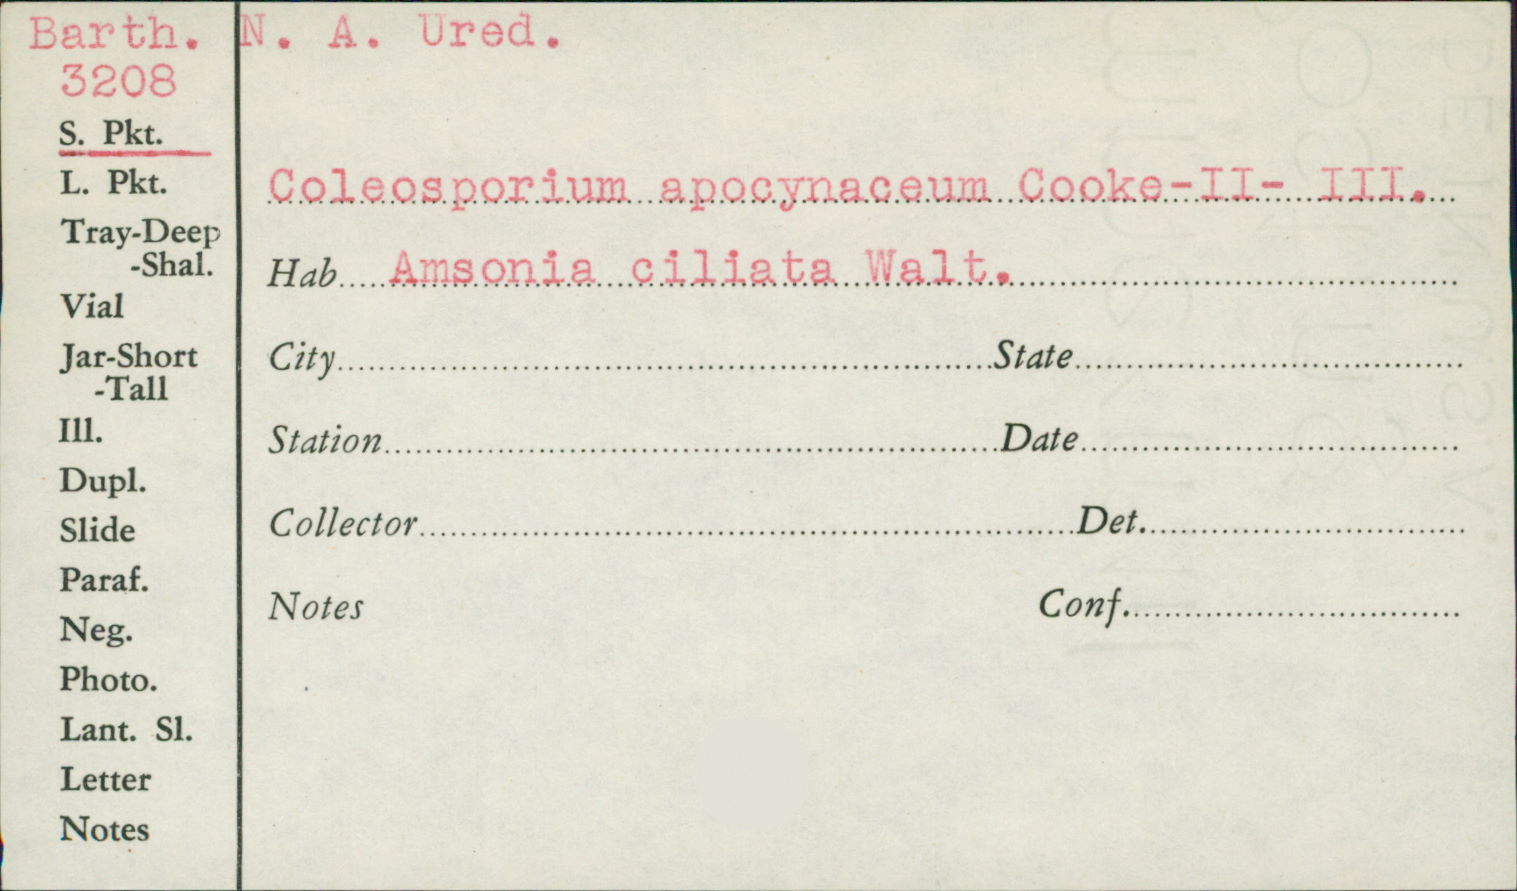 Barth. N. A. Ured.
3208
S. Pkt.
L. Pkt.
Coleosporium apocynaceum Cooke-II- III.
Tray-Deep
-Shal.
Hab Amsonia ciliata Walt.
Vial
Jar-Short
-Tall
City State
Ill.
Station Date
Dupl.
Slide
Collector Det.
Paraf.
Neg.
Notes Conf.
Photo.
Lant. Sl.
Letter
Notes